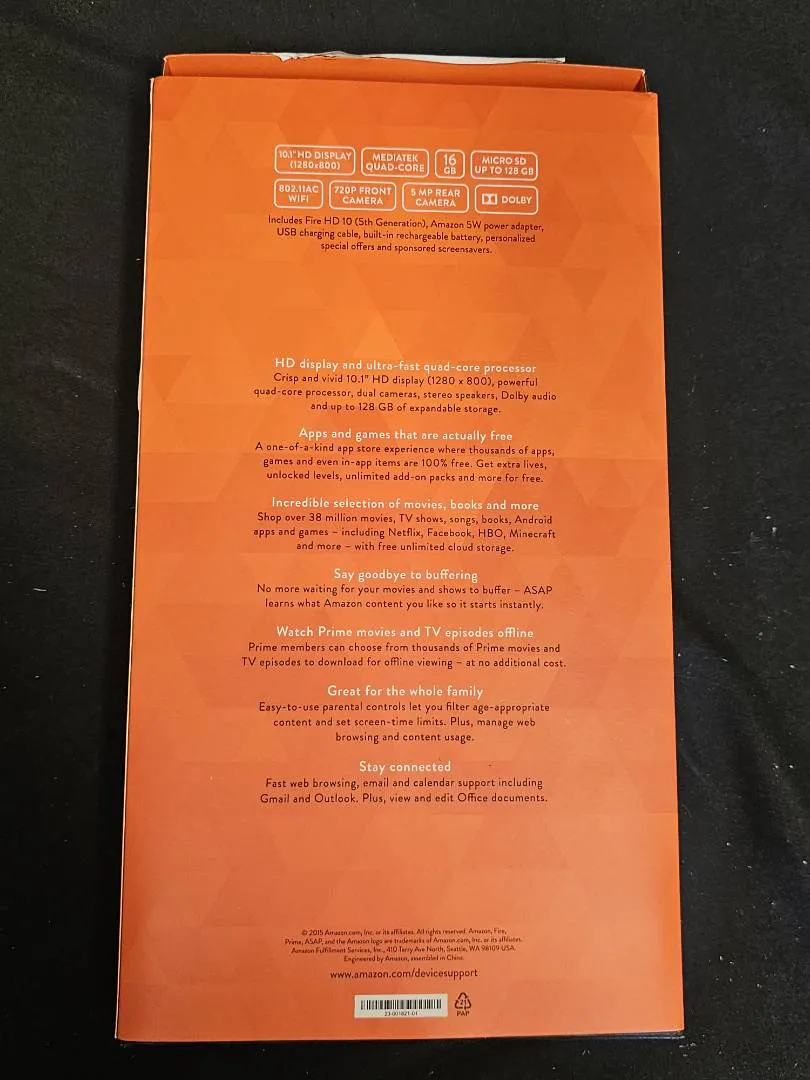 10.1" HD DISPLAY
(1280x800)
MEDIATEK
QUAD-CORE
16
GB
MICRO SD
UP TO 128 GB
802.11AC
WIFI
720P FRONT
CAMERA
5 MP REAR
CAMERA
DOLBY
Includes Fire HD 10 (5th Generation), Amazon 5W power adapter,
USB charging cable, built-in rechargeable battery, personalized
special offers and sponsored screensavers.
HD display and ultra-fast quad-core processor
Crisp and vivid 10.1" HD display (1280 x 800), powerful
quad-core processor, dual cameras, stereo speakers, Dolby audio
and up to 128 GB of expandable storage.
Apps and games that are actually free
A one-of-a-kind app store experience where thousands of apps,
games and even in-app items are 100% free. Get extra lives,
unlocked levels, unlimited add-on packs and more for free.
Incredible selection of movies, books and more
Shop over 38 million movies, TV shows, songs, books, Android
apps and games – including Netflix, Facebook, HBO, Minecraft
and more – with free unlimited cloud storage.
Say goodbye to buffering
No more waiting for your movies and shows to buffer – ASAP
learns what Amazon content you like so it starts instantly.
Watch Prime movies and TV episodes offline
Prime members can choose from thousands of Prime movies and
TV episodes to download for offline viewing – at no additional cost.
Great for the whole family
Easy-to-use parental controls let you filter age-appropriate
content and set screen-time limits. Plus, manage web
browsing and content usage.
Stay connected
Fast web browsing, email and calendar support including
Gmail and Outlook. Plus, view and edit Office documents.
© 2015 Amazon.com, Inc. or its affiliates. All rights reserved. Amazon, Fire,
Prime, ASAP, and the Amazon logo are trademarks of Amazon.com, Inc. or its affiliates.
Amazon Fulfillment Services, Inc., 410 Terry Ave North, Seattle, WA 98109 USA.
Engineered by Amazon, assembled in China.
www.amazon.com/devicesupport
23-001821-01
21
PAP